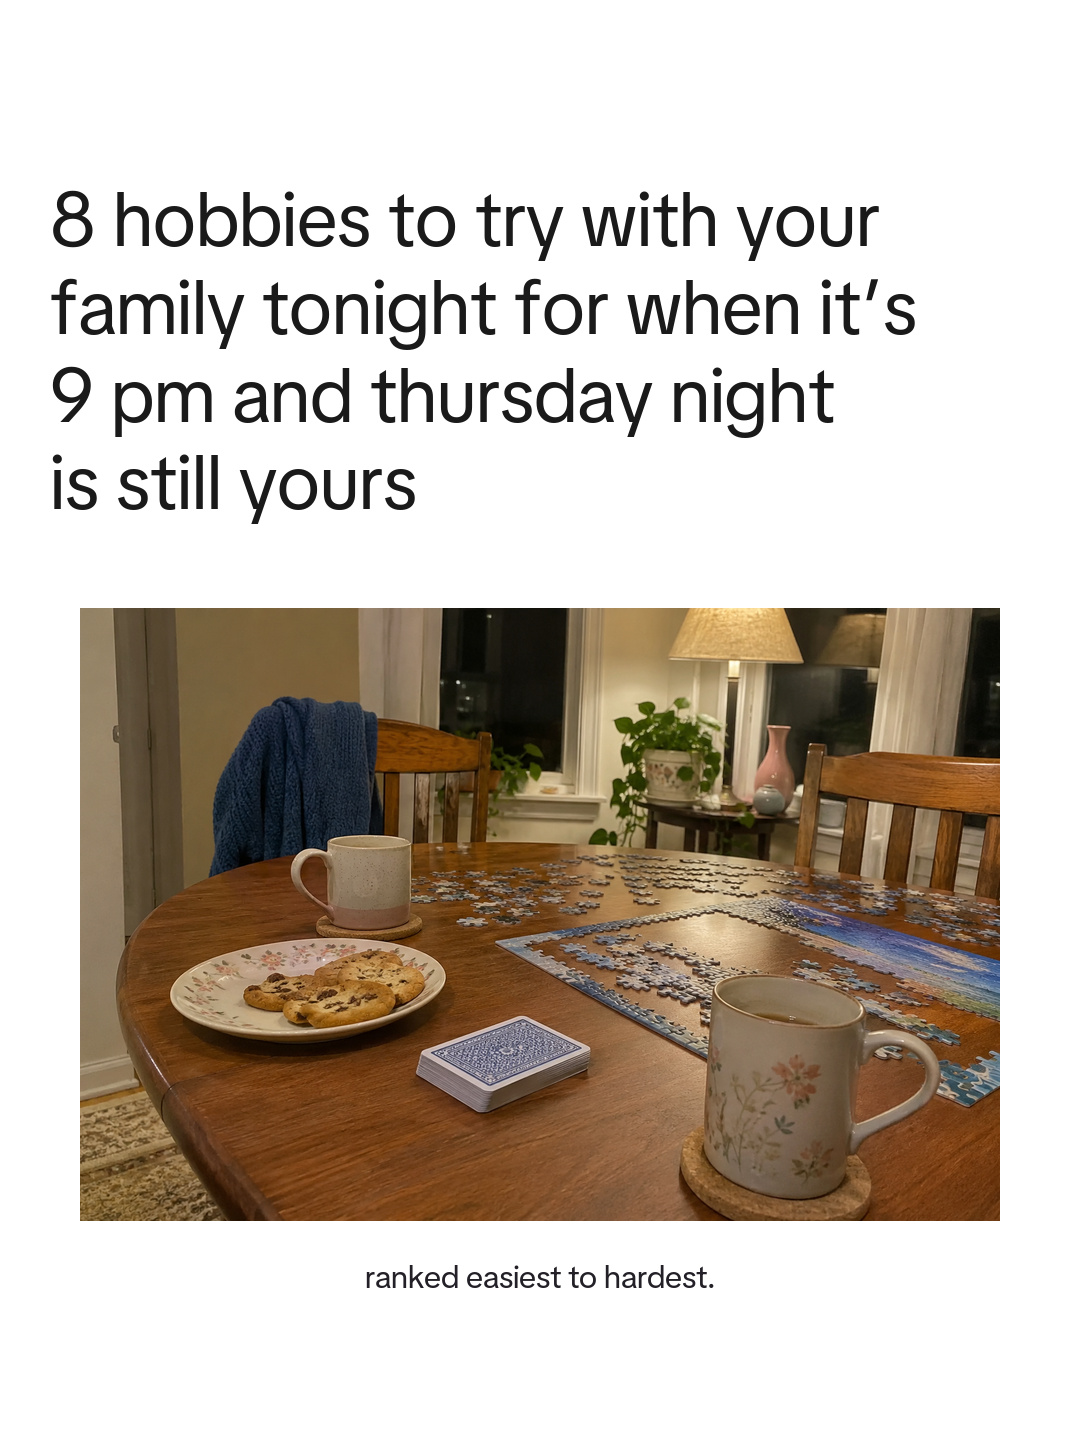 8 hobbies to try with your
family tonight for when it’s
9 pm and thursday night
is still yours
ranked easiest to hardest.